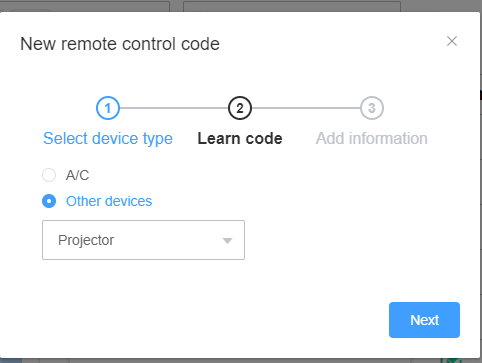 New remote control code
1
2
3
Select device type
Learn code
Add information
A/C
Other devices
Projector
Next